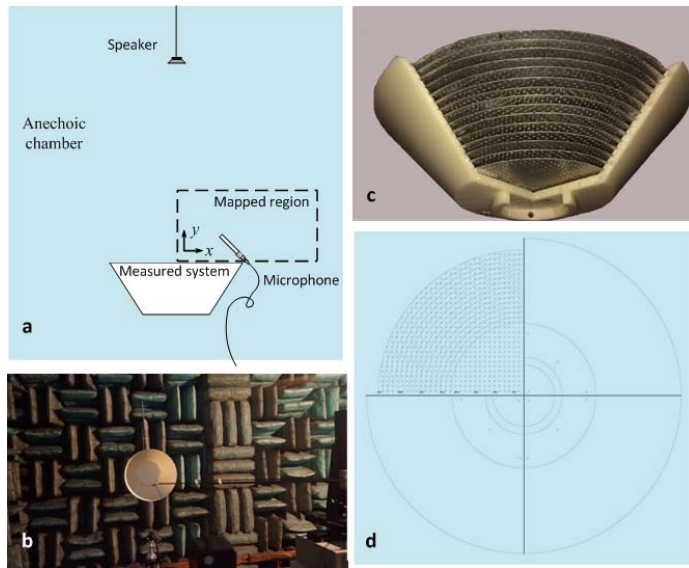 Speaker
Anechoic
chamber
Mapped region
y
x
Measured system
Microphone
a
b
c
d